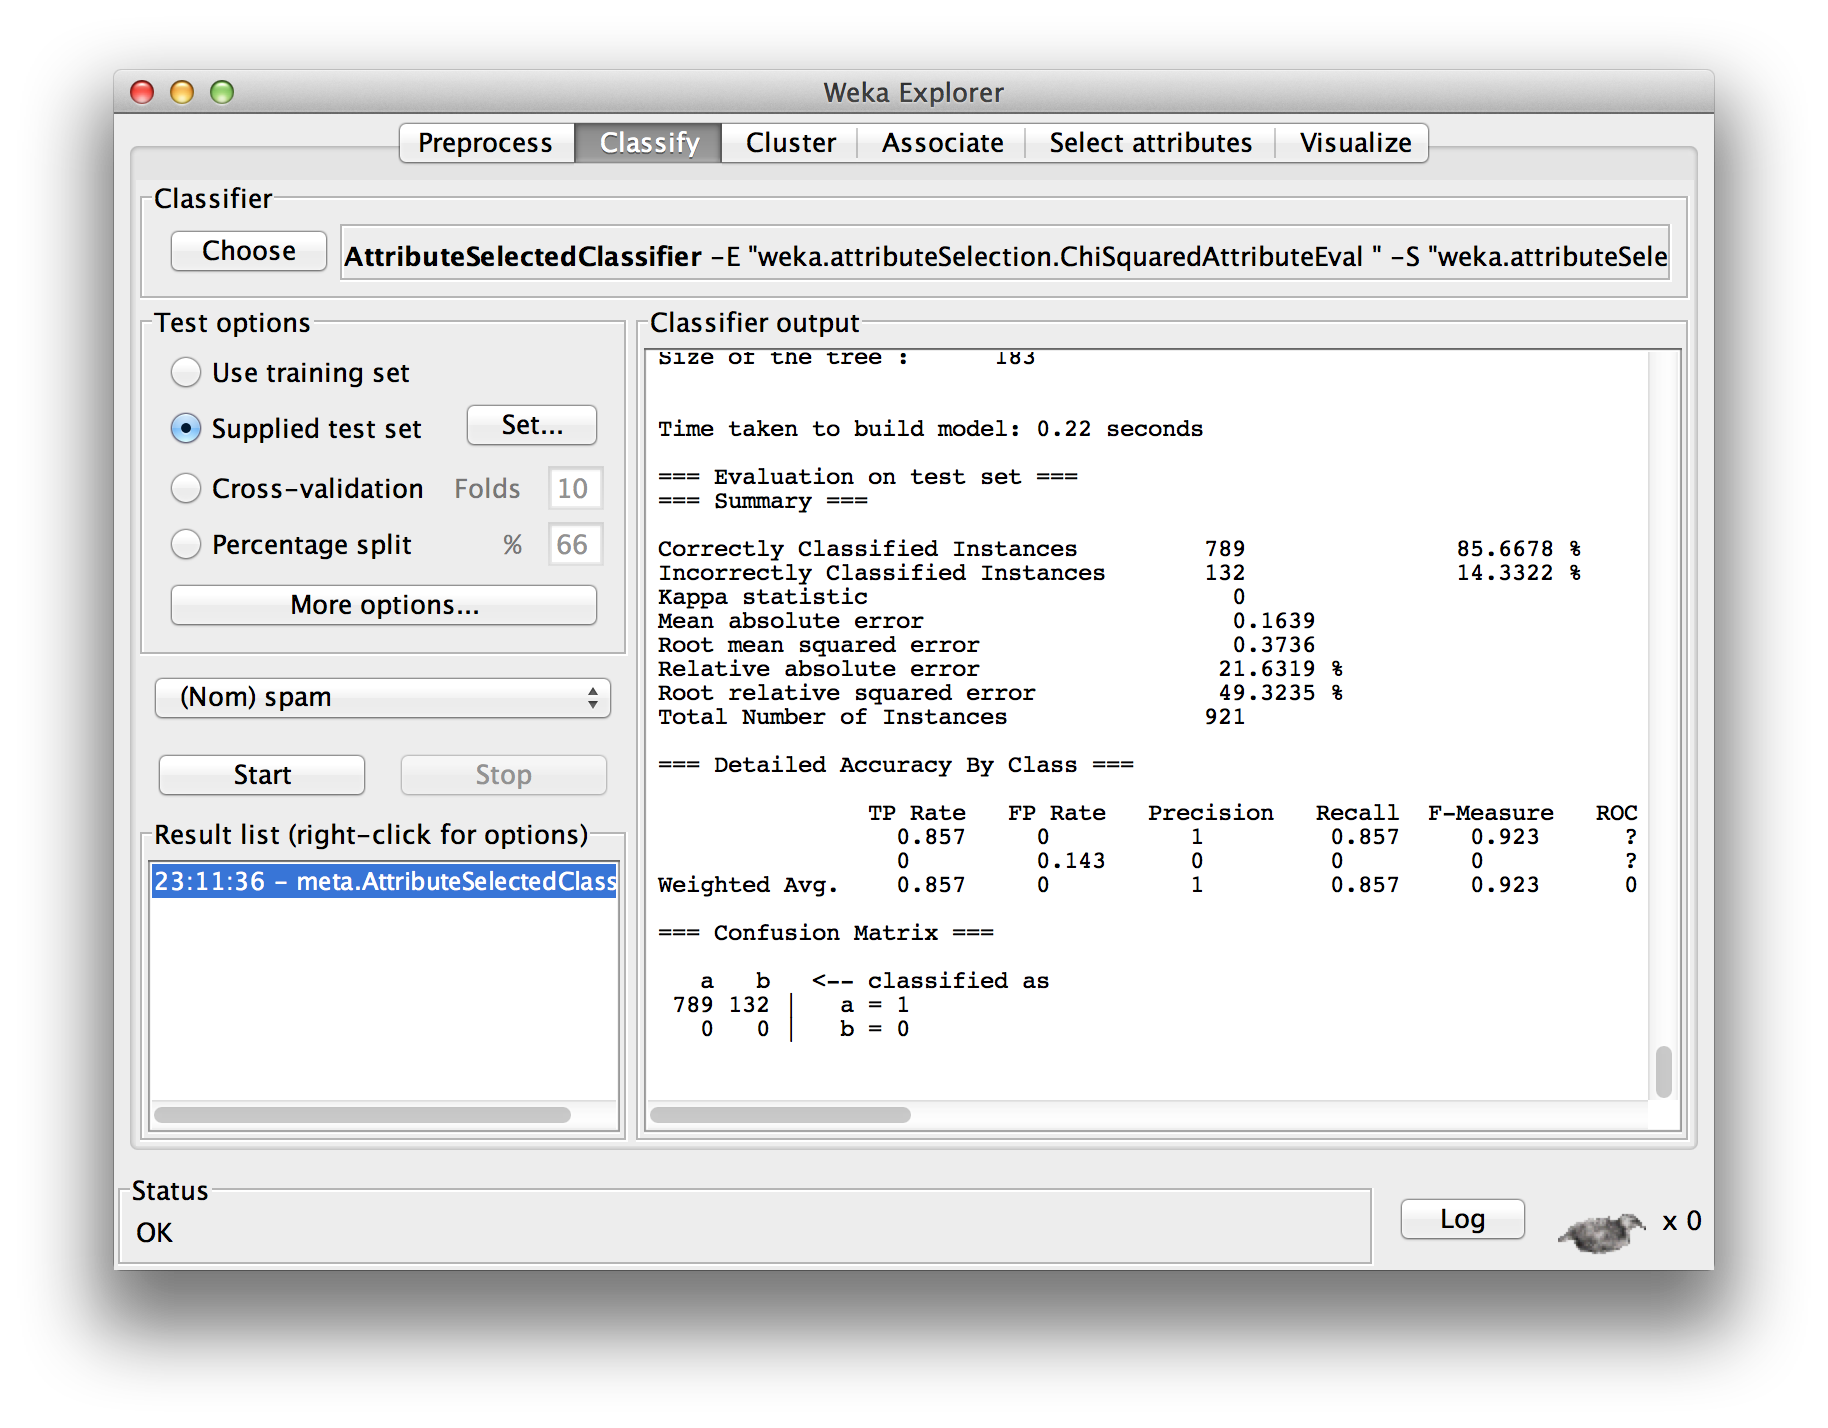 Weka Explorer
Preprocess Classify Cluster Associate Select attributes Visualize
Classifier
Choose AttributeSelectedClassifier -E "weka.attributeSelection.ChiSquaredAttributeEval " -S "weka.attributeSele
Test options
Use training set
Supplied test set Set...
Cross-validation Folds 10
Percentage split % 66
More options...
(Nom) spam
Start Stop
Result list (right-click for options)
23:11:36 - meta.AttributeSelectedClass
Classifier output
Size of the tree : 183
Time taken to build model: 0.22 seconds
=== Evaluation on test set ===
=== Summary ===
Correctly Classified Instances 789 85.6678 %
Incorrectly Classified Instances 132 14.3322 %
Kappa statistic 0
Mean absolute error 0.1639
Root mean squared error 0.3736
Relative absolute error 21.6319 %
Root relative squared error 49.3235 %
Total Number of Instances 921
=== Detailed Accuracy By Class ===
TP Rate FP Rate Precision Recall F-Measure ROC
0.857 0 1 0.857 0.923 ?
0 0.143 0 0 0 ?
Weighted Avg. 0.857 0 1 0.857 0.923 0
=== Confusion Matrix ===
a b <-- classified as
789 132 | a = 1
0 0 | b = 0
Status
OK
Log x 0